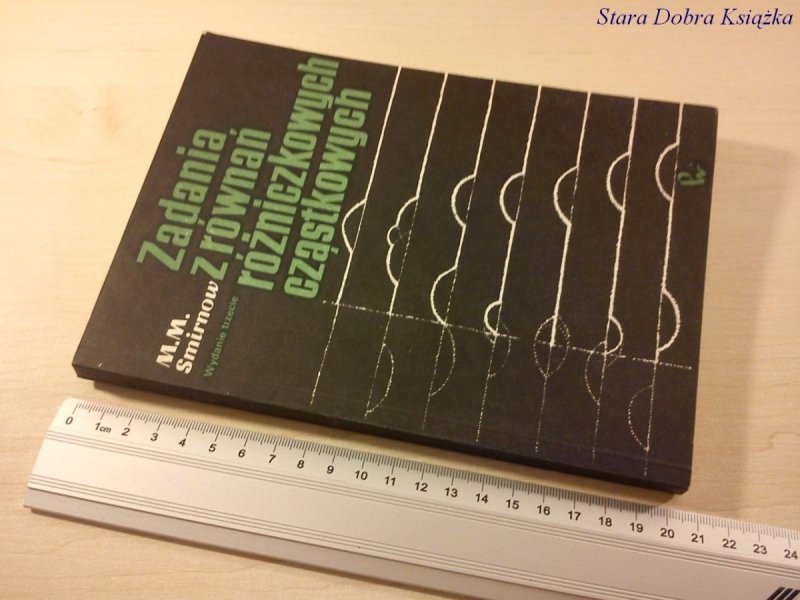 Stara Dobra Książka
M.M.
Smirnow
Zadania
z równań
różniczkowych
cząstkowych
Wydanie trzecie
0 1cm 2 3 4 5 6 7 8 9 10 11 12 13 14 15 16 17 18 19 20 21 22 23 24